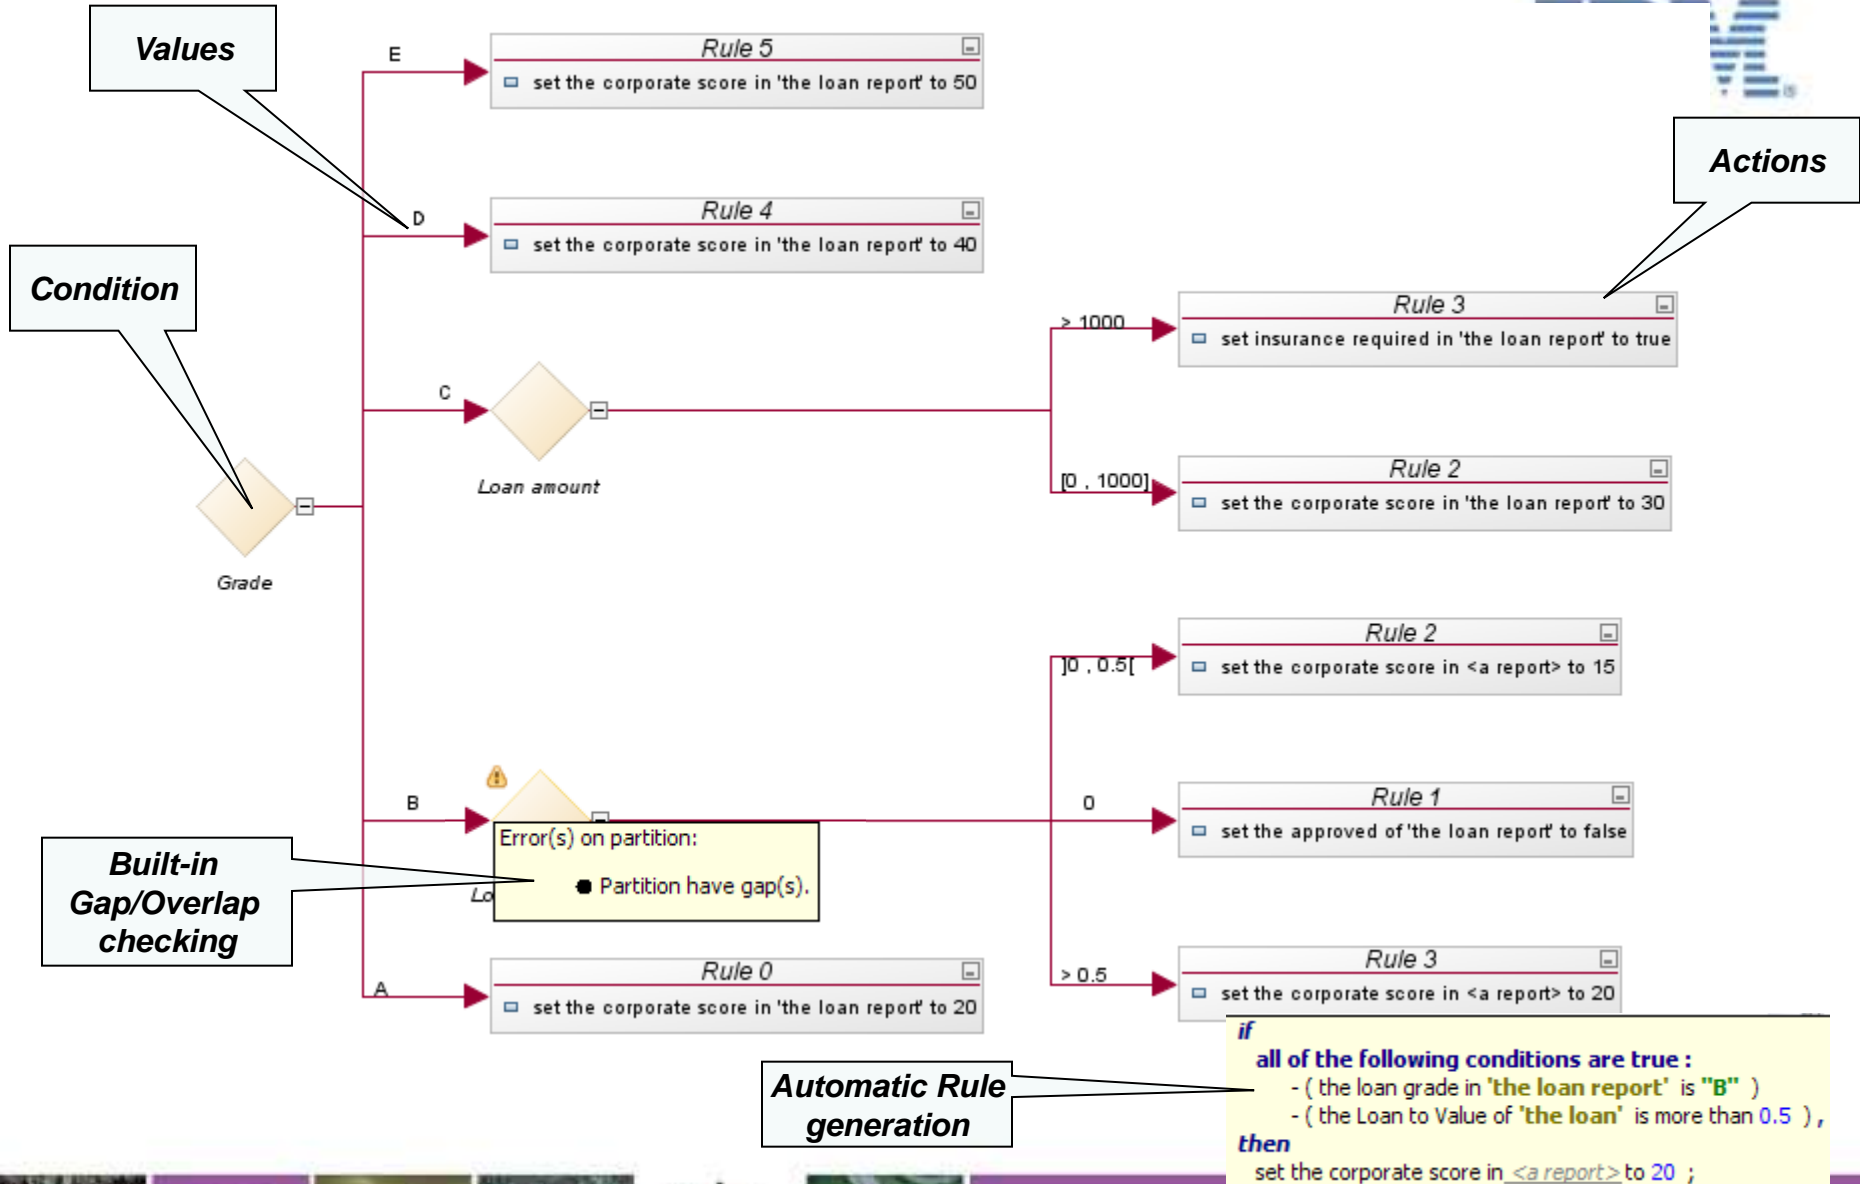 Values
E
Rule 5
set the corporate score in 'the loan report' to 50
Actions
D
Rule 4
set the corporate score in 'the loan report' to 40
Condition
> 1000
Rule 3
set insurance required in 'the loan report' to true
C
Loan amount
[0 , 1000]
Rule 2
set the corporate score in 'the loan report' to 30
Grade
]0 , 0.5[
Rule 2
set the corporate score in <a report> to 15
B
0
Rule 1
set the approved of 'the loan report' to false
Error(s) on partition:
Partition have gap(s).
Lo
Built-in
Gap/Overlap
checking
A
Rule 0
set the corporate score in 'the loan report' to 20
> 0.5
Rule 3
set the corporate score in <a report> to 20
Automatic Rule
generation
if
all of the following conditions are true :
- ( the loan grade in 'the loan report' is "B" )
- ( the Loan to Value of 'the loan' is more than 0.5 ) ,
then
set the corporate score in <a report> to 20 ;